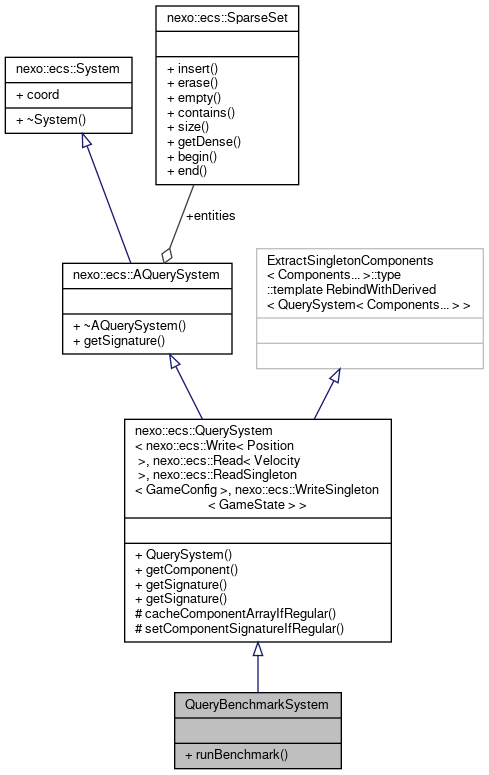 nexo::ecs::SparseSet
+ insert()
+ erase()
+ empty()
+ contains()
+ size()
+ getDense()
+ begin()
+ end()
nexo::ecs::System
+ coord
+ ~System()
+entities
nexo::ecs::AQuerySystem
+ ~AQuerySystem()
+ getSignature()
ExtractSingletonComponents
< Components... >::type
::template RebindWithDerived
< QuerySystem< Components... > >
nexo::ecs::QuerySystem
< nexo::ecs::Write< Position
>, nexo::ecs::Read< Velocity
>, nexo::ecs::ReadSingleton
< GameConfig >, nexo::ecs::WriteSingleton
< GameState > >
+ QuerySystem()
+ getComponent()
+ getSignature()
+ getSignature()
# cacheComponentArrayIfRegular()
# setComponentSignatureIfRegular()
QueryBenchmarkSystem
+ runBenchmark()